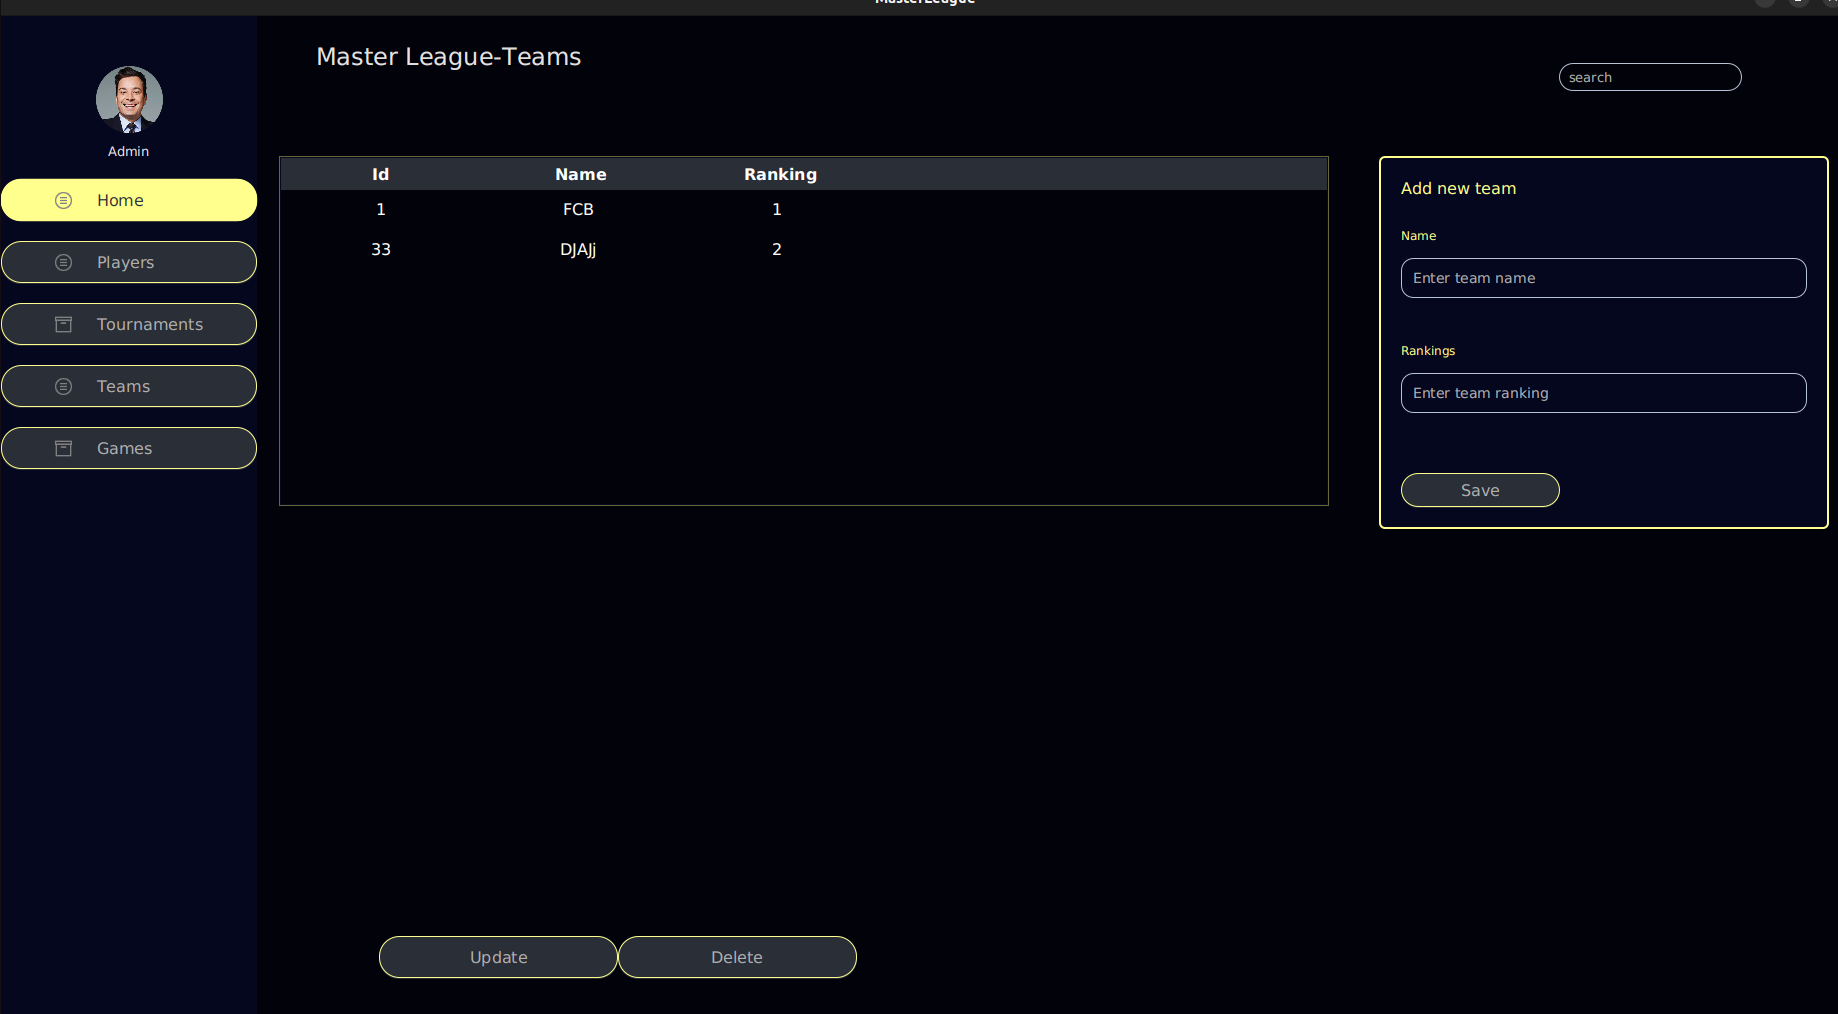 MasterLeague
Master League-Teams
search
Admin
Home
Players
Tournaments
Teams
Games
Id Name Ranking
1 FCB 1
33 DJAJj 2
Add new team
Name
Enter team name
Rankings
Enter team ranking
Save
Update Delete